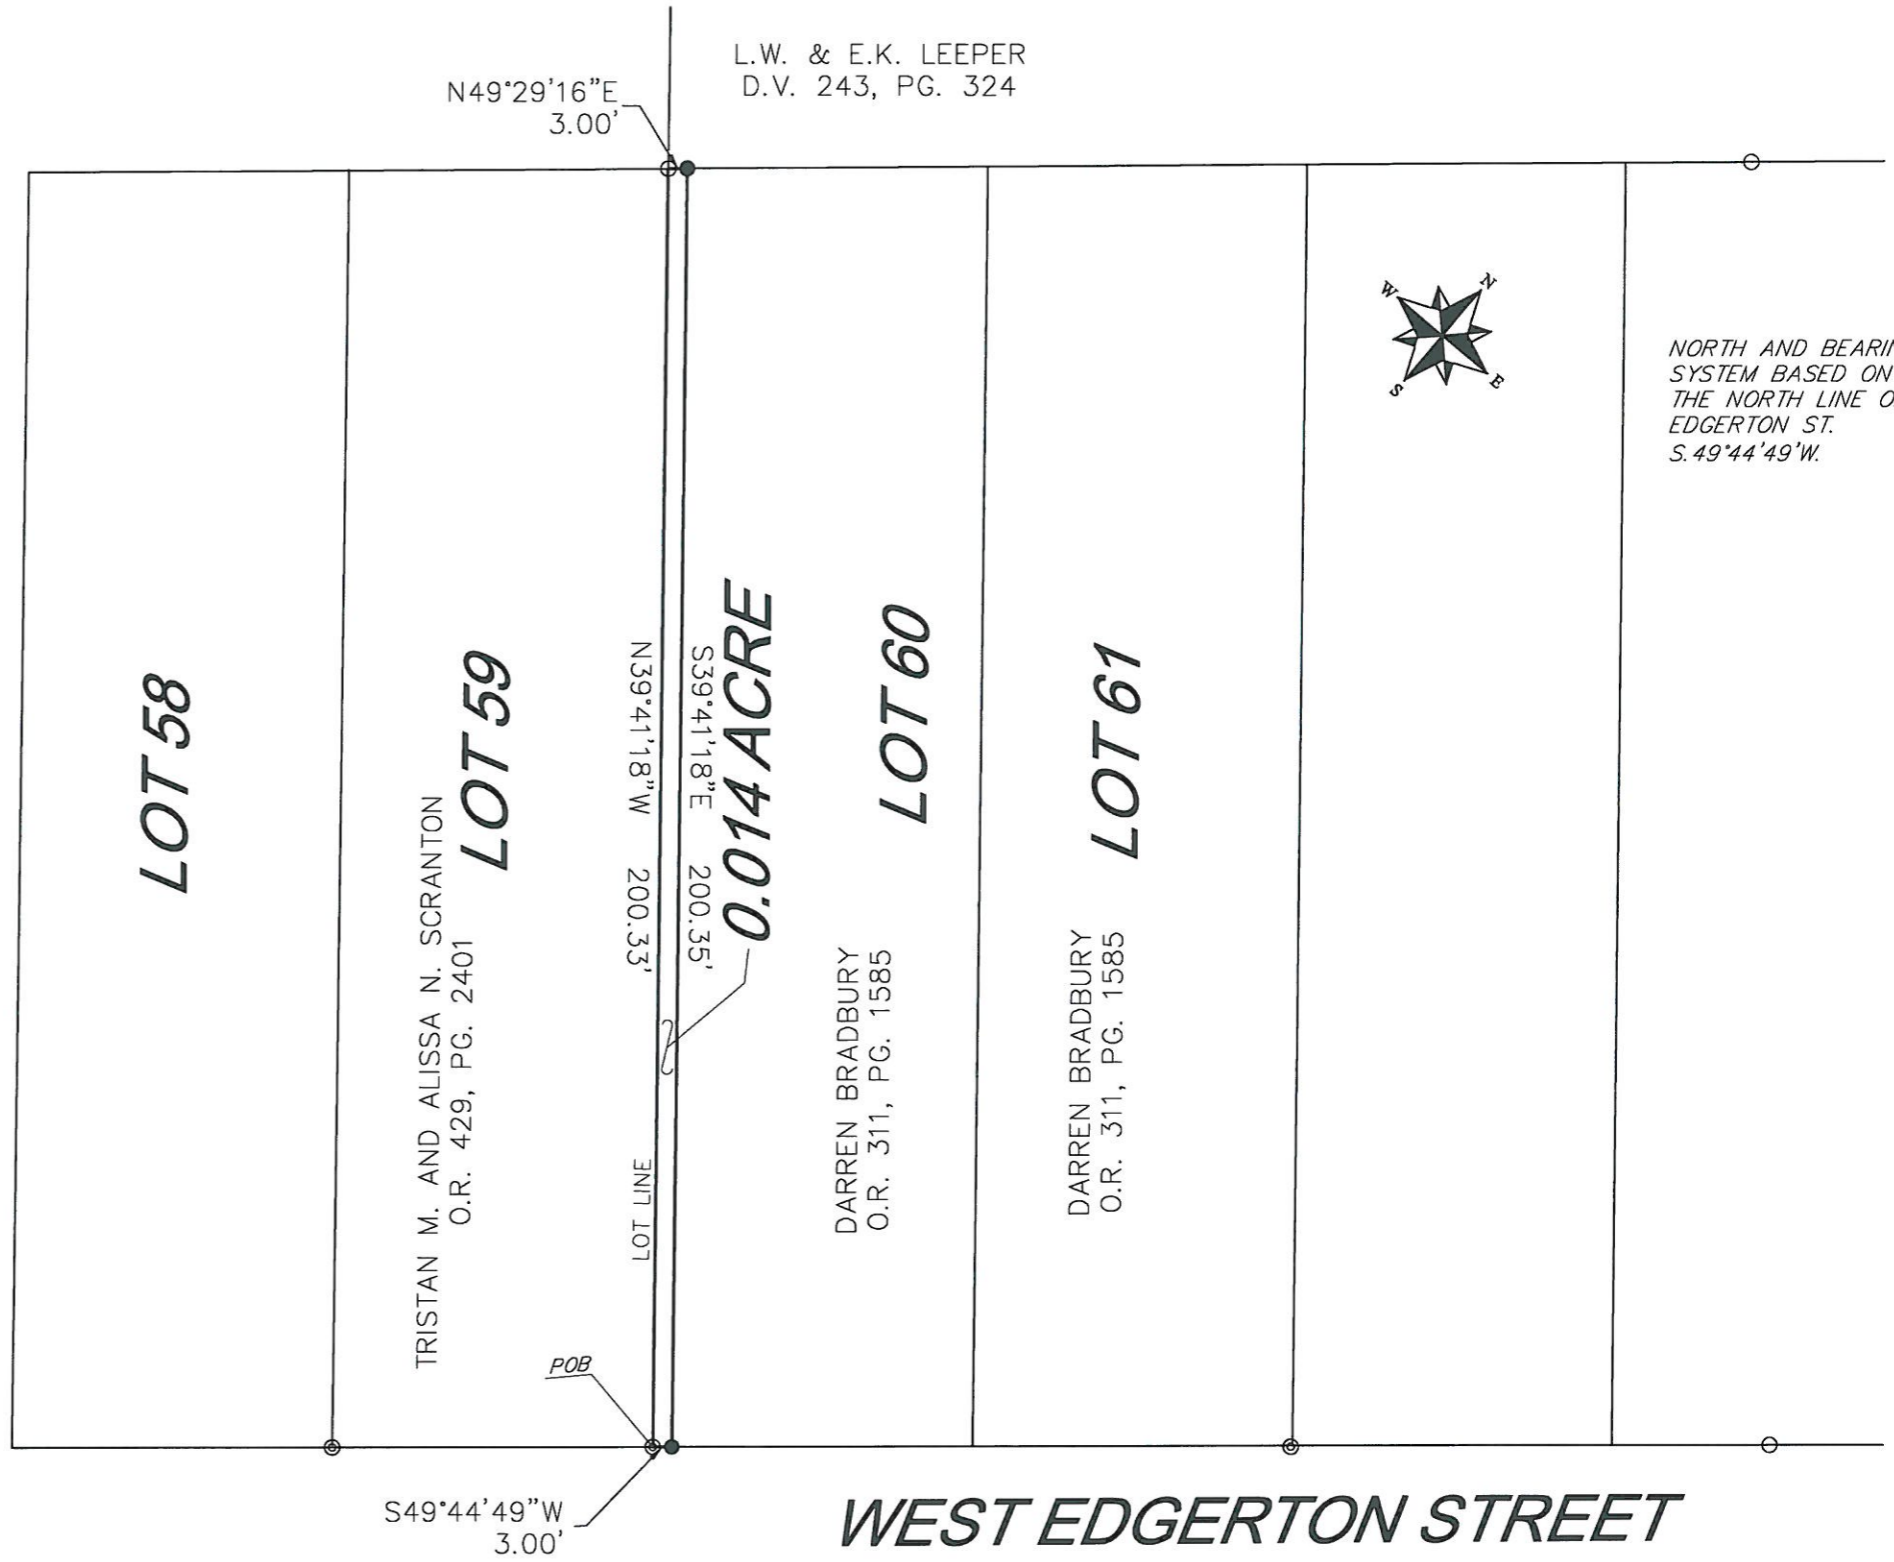 L.W. & E.K. LEEPER
D.V. 243, PG. 324
N49°29'16"E
3.00'
W
N
S
E
NORTH AND BEARIN
SYSTEM BASED ON
THE NORTH LINE O
EDGERTON ST.
S.49°44'49'W.
LOT 58
LOT 59
TRISTAN M. AND ALISSA N. SCRANTON
O.R. 429, PG. 2401
N39°41'18"W 200.33'
S39°41'18"E 200.35'
0.014 ACRE
LOT LINE
LOT 60
DARREN BRADBURY
O.R. 311, PG. 1585
LOT 61
DARREN BRADBURY
O.R. 311, PG. 1585
POB
S49°44'49"W
3.00'
WEST EDGERTON STREET